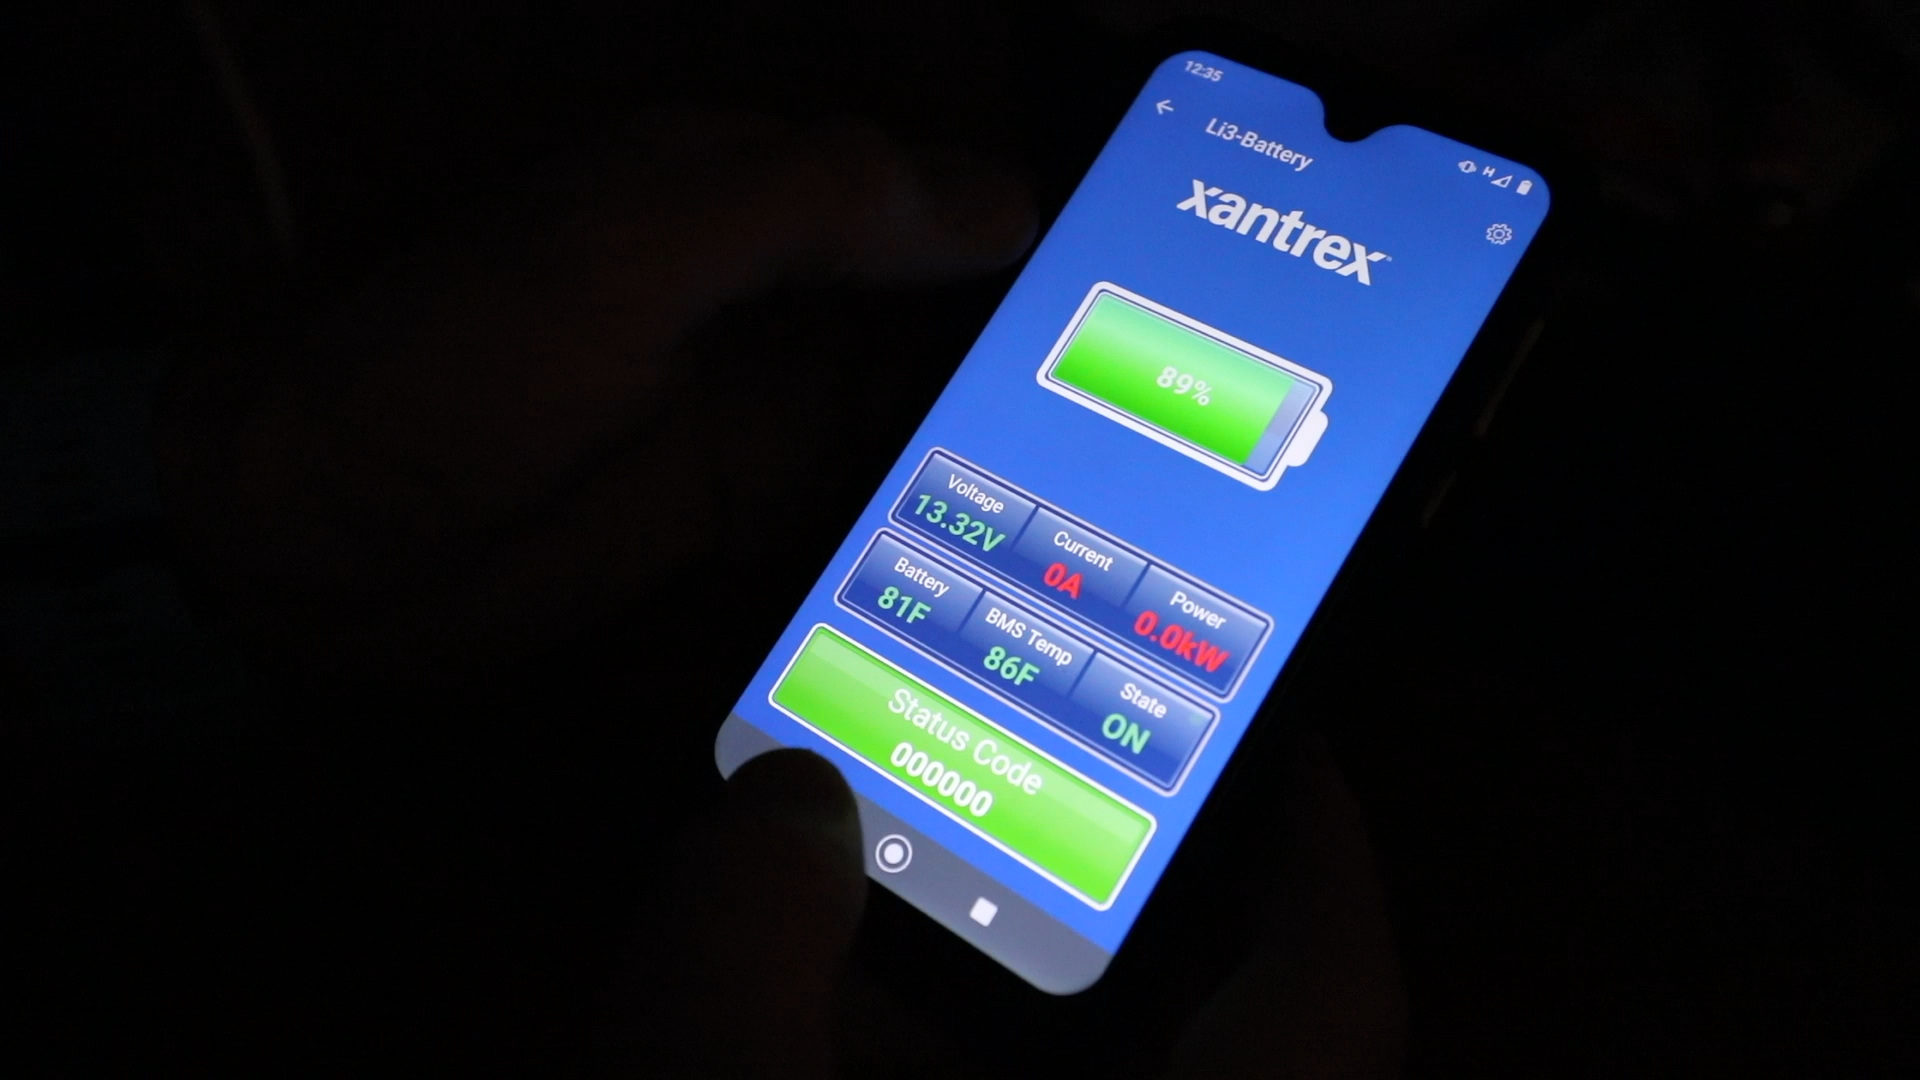 12:35
H
Li3-Battery
xantrex
89%
Voltage
13.32V
Current
0A
Power
0.0kW
Battery
81F
BMS Temp
86F
State
ON
Status Code
000000